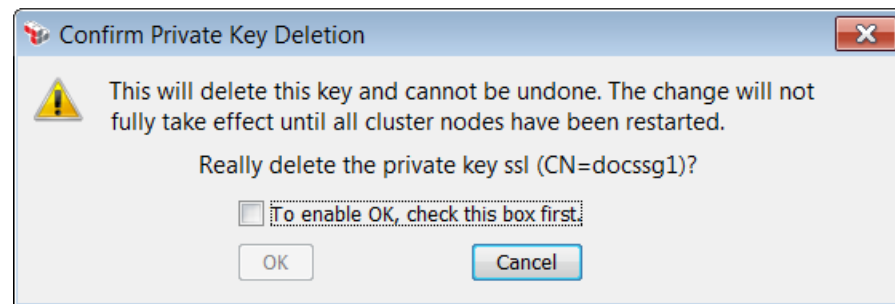 Confirm Private Key Deletion
This will delete this key and cannot be undone. The change will not
fully take effect until all cluster nodes have been restarted.
Really delete the private key ssl (CN=docssg1)?
To enable OK, check this box first.
OK
Cancel